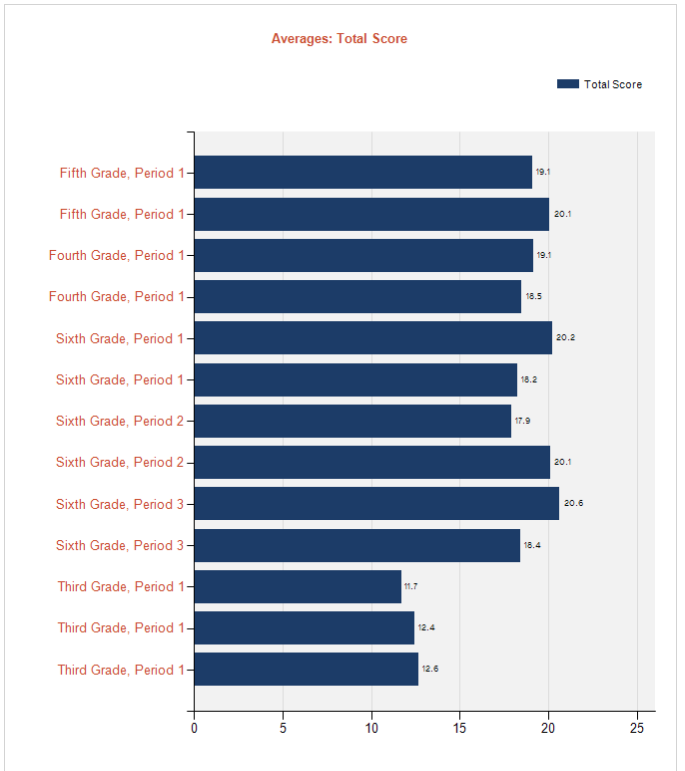 Averages: Total Score
Total Score
Fifth Grade, Period 1 19.1
Fifth Grade, Period 1 20.1
Fourth Grade, Period 1 19.1
Fourth Grade, Period 1 18.5
Sixth Grade, Period 1 20.2
Sixth Grade, Period 1 18.2
Sixth Grade, Period 2 17.9
Sixth Grade, Period 2 20.1
Sixth Grade, Period 3 20.6
Sixth Grade, Period 3 18.4
Third Grade, Period 1 11.7
Third Grade, Period 1 12.4
Third Grade, Period 1 12.6
0 5 10 15 20 25